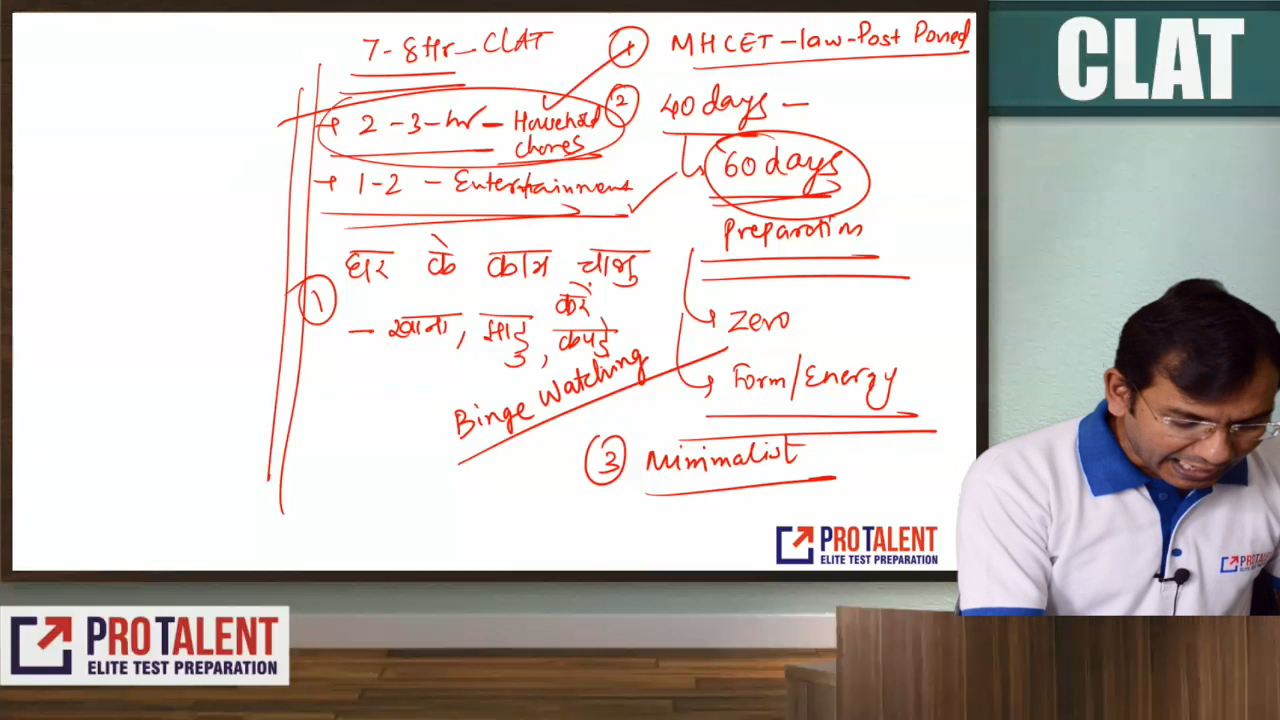 CLAT
7-8 Hr - CLAT
+ MHCET - law - Post Poned
→ 2-3-hr - Household chores
② 40 days -
60 days
→ 1-2 - Entertainment
Preparation
① घर के काम चालु करें
- खाना, झाडु, कपड़े
→ Zero
Binge Watching
→ Form/Energy
③ Minimalist
PROTALENT
ELITE TEST PREPARATION
PROTALENT
ELITE TEST PREPARATION
PROTALENT